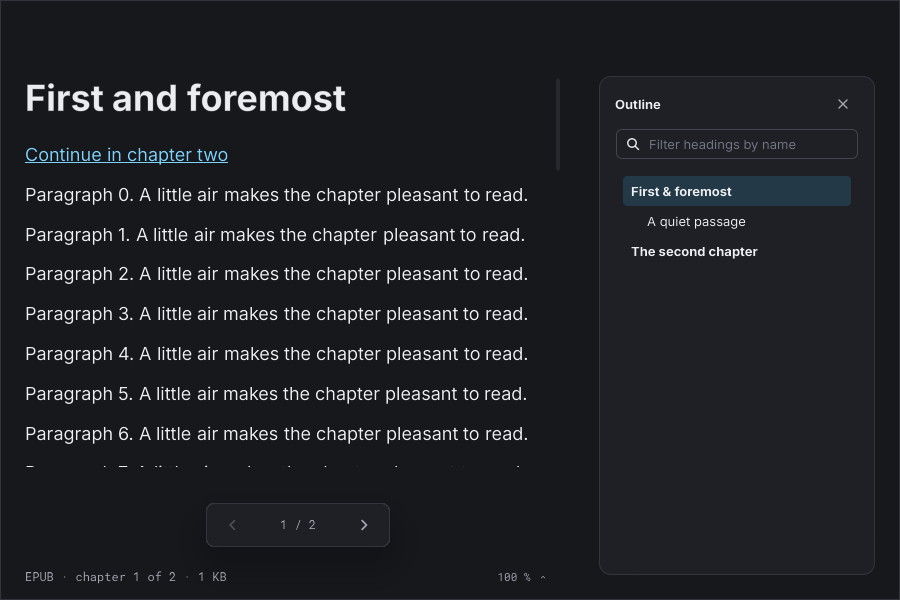 First and foremost
Continue in chapter two
Paragraph 0. A little air makes the chapter pleasant to read.
Paragraph 1. A little air makes the chapter pleasant to read.
Paragraph 2. A little air makes the chapter pleasant to read.
Paragraph 3. A little air makes the chapter pleasant to read.
Paragraph 4. A little air makes the chapter pleasant to read.
Paragraph 5. A little air makes the chapter pleasant to read.
Paragraph 6. A little air makes the chapter pleasant to read.
1 / 2
EPUB · chapter 1 of 2 · 1 KB
100 %
Outline
Filter headings by name
First & foremost
A quiet passage
The second chapter